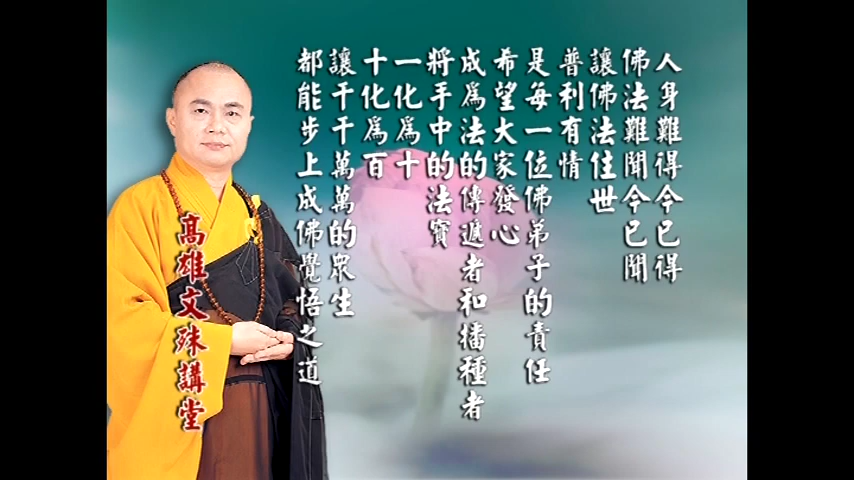 人身難得今已得
佛法難聞今已聞
讓佛法住世
普利有情
是每一位佛弟子的責任
希望大家發心
成為法的傳遞者和播種者
將手中的法寶
一化為十
十化為百
讓千千萬萬的眾生
都能步上成佛覺悟之道
高雄文殊講堂